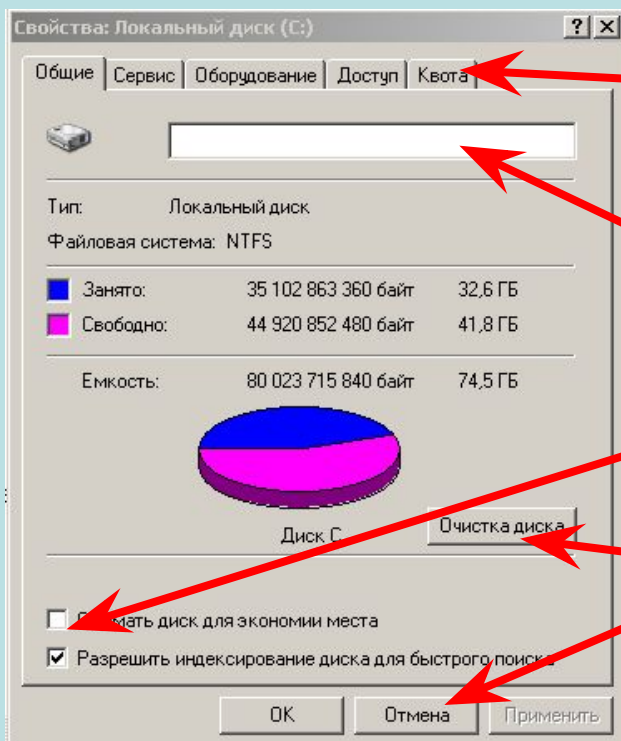 Свойства: Локальный диск (C:)
Общие Сервис Оборудование Доступ Квота
Тип: Локальный диск
Файловая система: NTFS
Занято: 35 102 863 360 байт 32,6 ГБ
Свободно: 44 920 852 480 байт 41,8 ГБ
Емкость: 80 023 715 840 байт 74,5 ГБ
Диск C
Очистка диска
Сжимать диск для экономии места
Разрешить индексирование диска для быстрого поиска
OK Отмена Применить